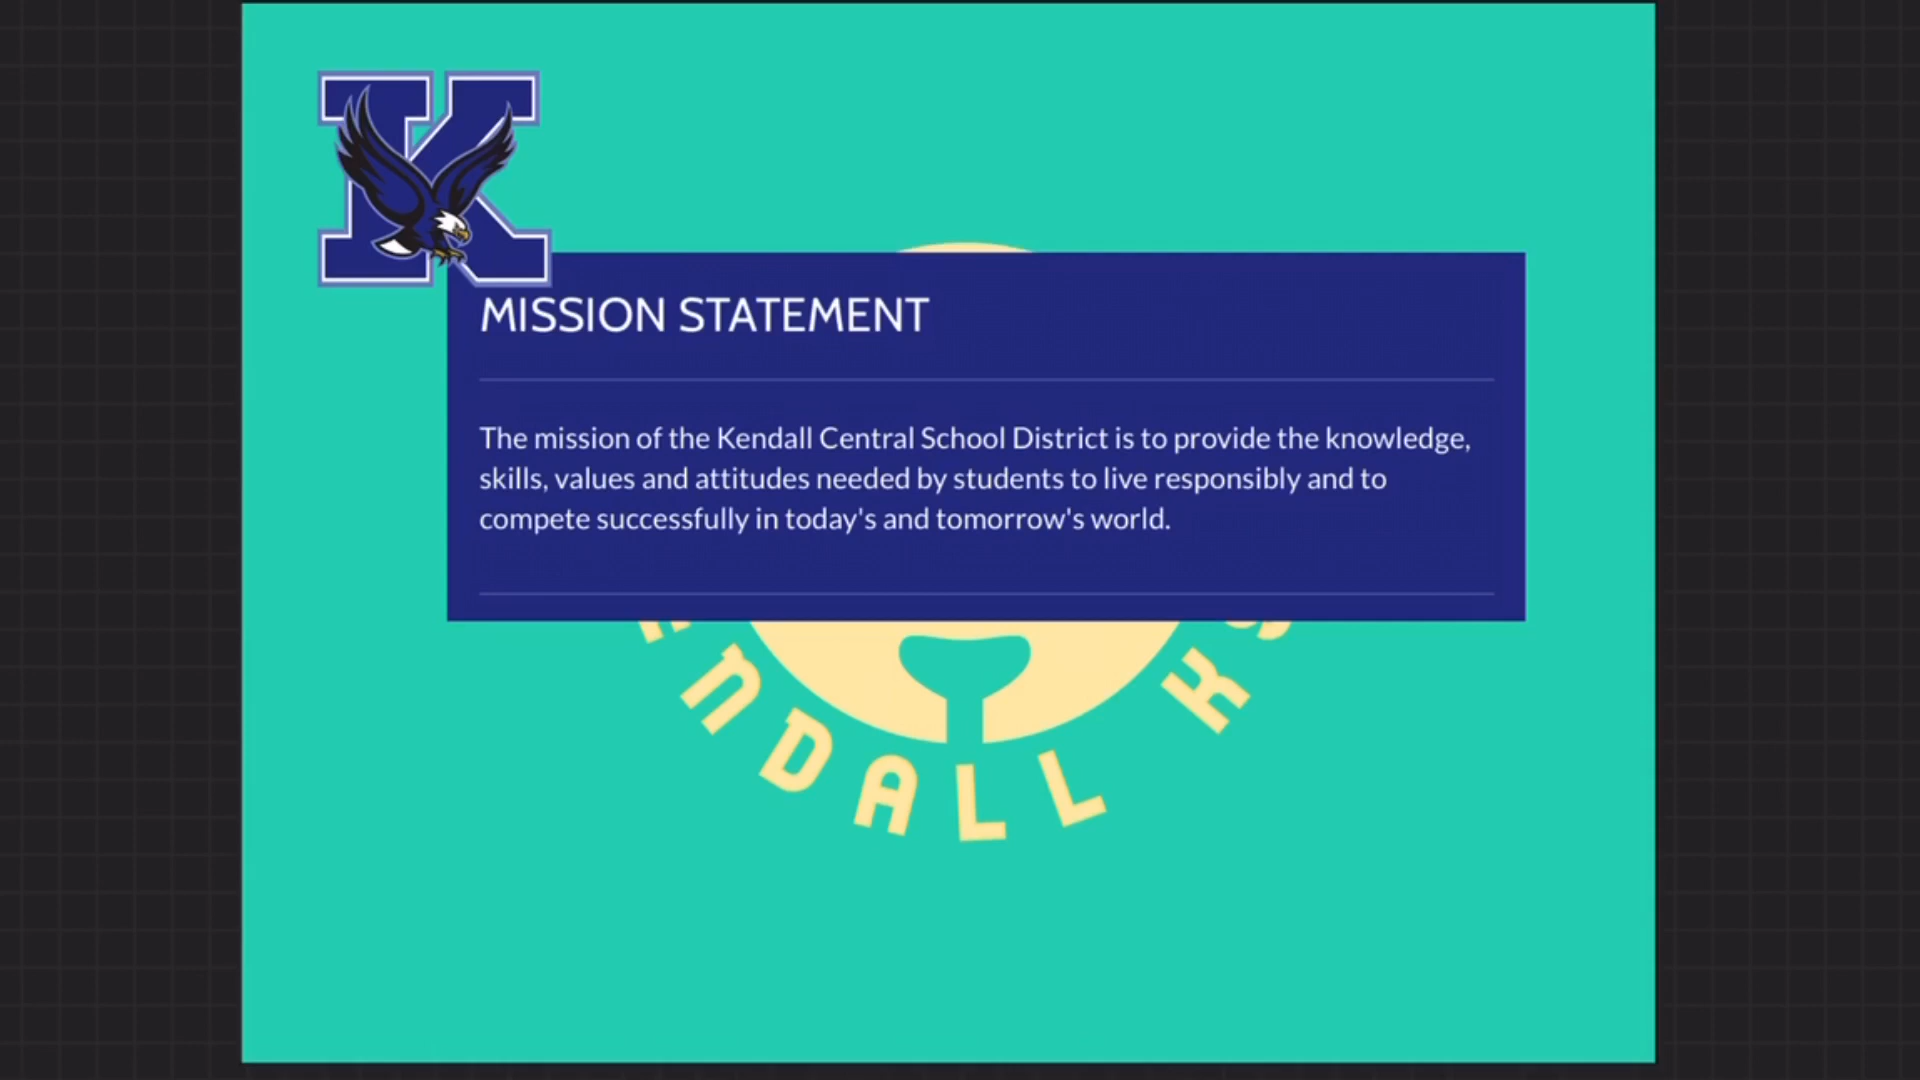 K
MISSION STATEMENT
The mission of the Kendall Central School District is to provide the knowledge,
skills, values and attitudes needed by students to live responsibly and to
compete successfully in today's and tomorrow's world.
NDALL K